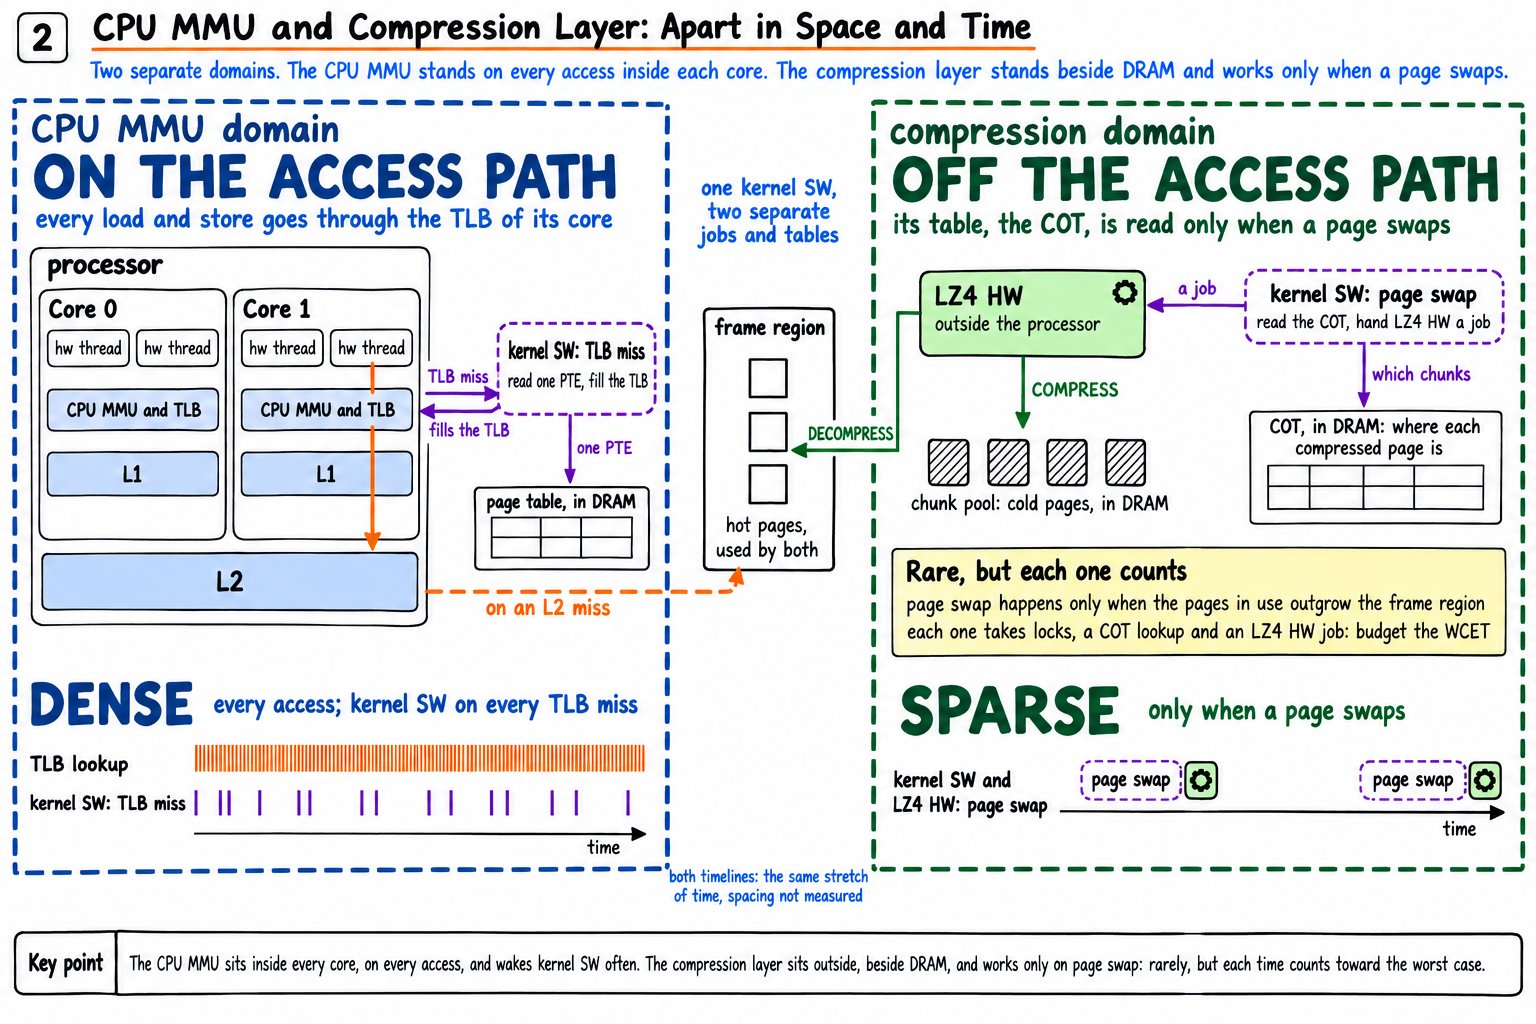 2
CPU MMU and Compression Layer: Apart in Space and Time
Two separate domains. The CPU MMU stands on every access inside each core. The compression layer stands beside DRAM and works only when a page swaps.
CPU MMU domain
ON THE ACCESS PATH
every load and store goes through the TLB of its core
processor
Core 0
hw thread
hw thread
CPU MMU and TLB
L1
Core 1
hw thread
hw thread
CPU MMU and TLB
L1
L2
TLB miss
fills the TLB
kernel SW: TLB miss
read one PTE, fill the TLB
one PTE
page table, in DRAM
on an L2 miss
DENSE
every access; kernel SW on every TLB miss
TLB lookup
kernel SW: TLB miss
time
one kernel SW,
two separate
jobs and tables
frame region
hot pages,
used by both
both timelines: the same stretch
of time, spacing not measured
compression domain
OFF THE ACCESS PATH
its table, the COT, is read only when a page swaps
LZ4 HW
outside the processor
a job
kernel SW: page swap
read the COT, hand LZ4 HW a job
COMPRESS
DECOMPRESS
which chunks
chunk pool: cold pages, in DRAM
COT, in DRAM: where each
compressed page is
Rare, but each one counts
page swap happens only when the pages in use outgrow the frame region
each one takes locks, a COT lookup and an LZ4 HW job: budget the WCET
SPARSE
only when a page swaps
kernel SW and
LZ4 HW: page swap
page swap
page swap
time
Key point
The CPU MMU sits inside every core, on every access, and wakes kernel SW often. The compression layer sits outside, beside DRAM, and works only on page swap: rarely, but each time counts toward the worst case.